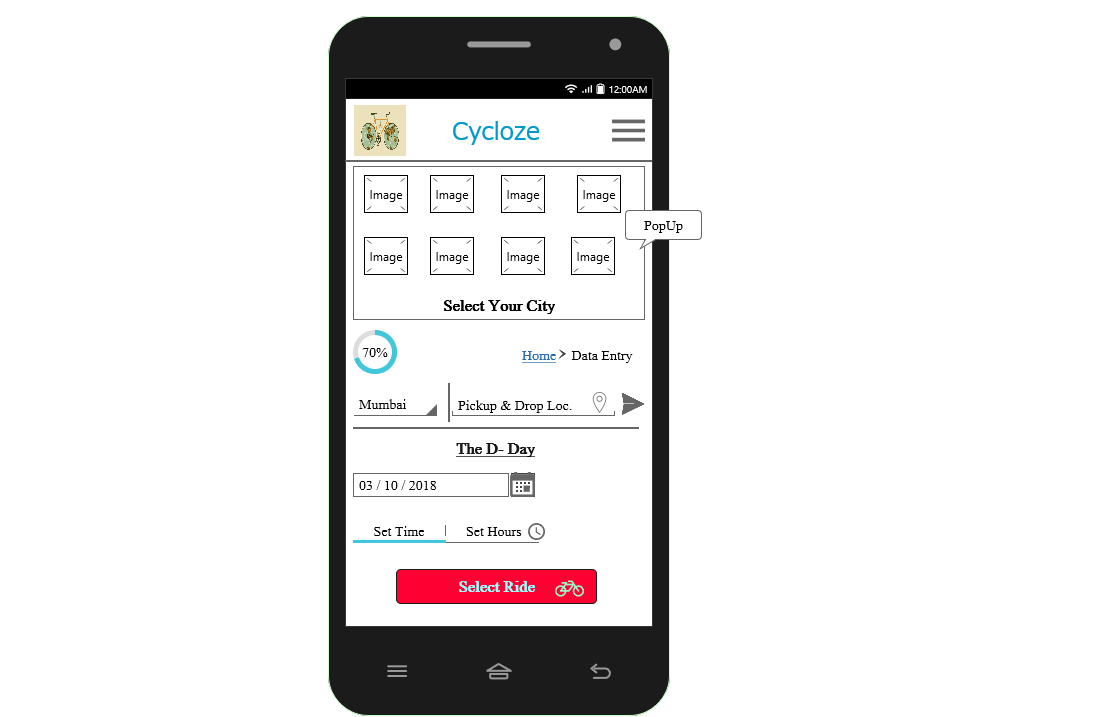 12:00AM
Cycloze
Image Image Image Image
PopUp
Image Image Image Image
Select Your City
70%
Home > Data Entry
Mumbai Pickup & Drop Loc.
The D- Day
03 / 10 / 2018
Set Time | Set Hours
Select Ride